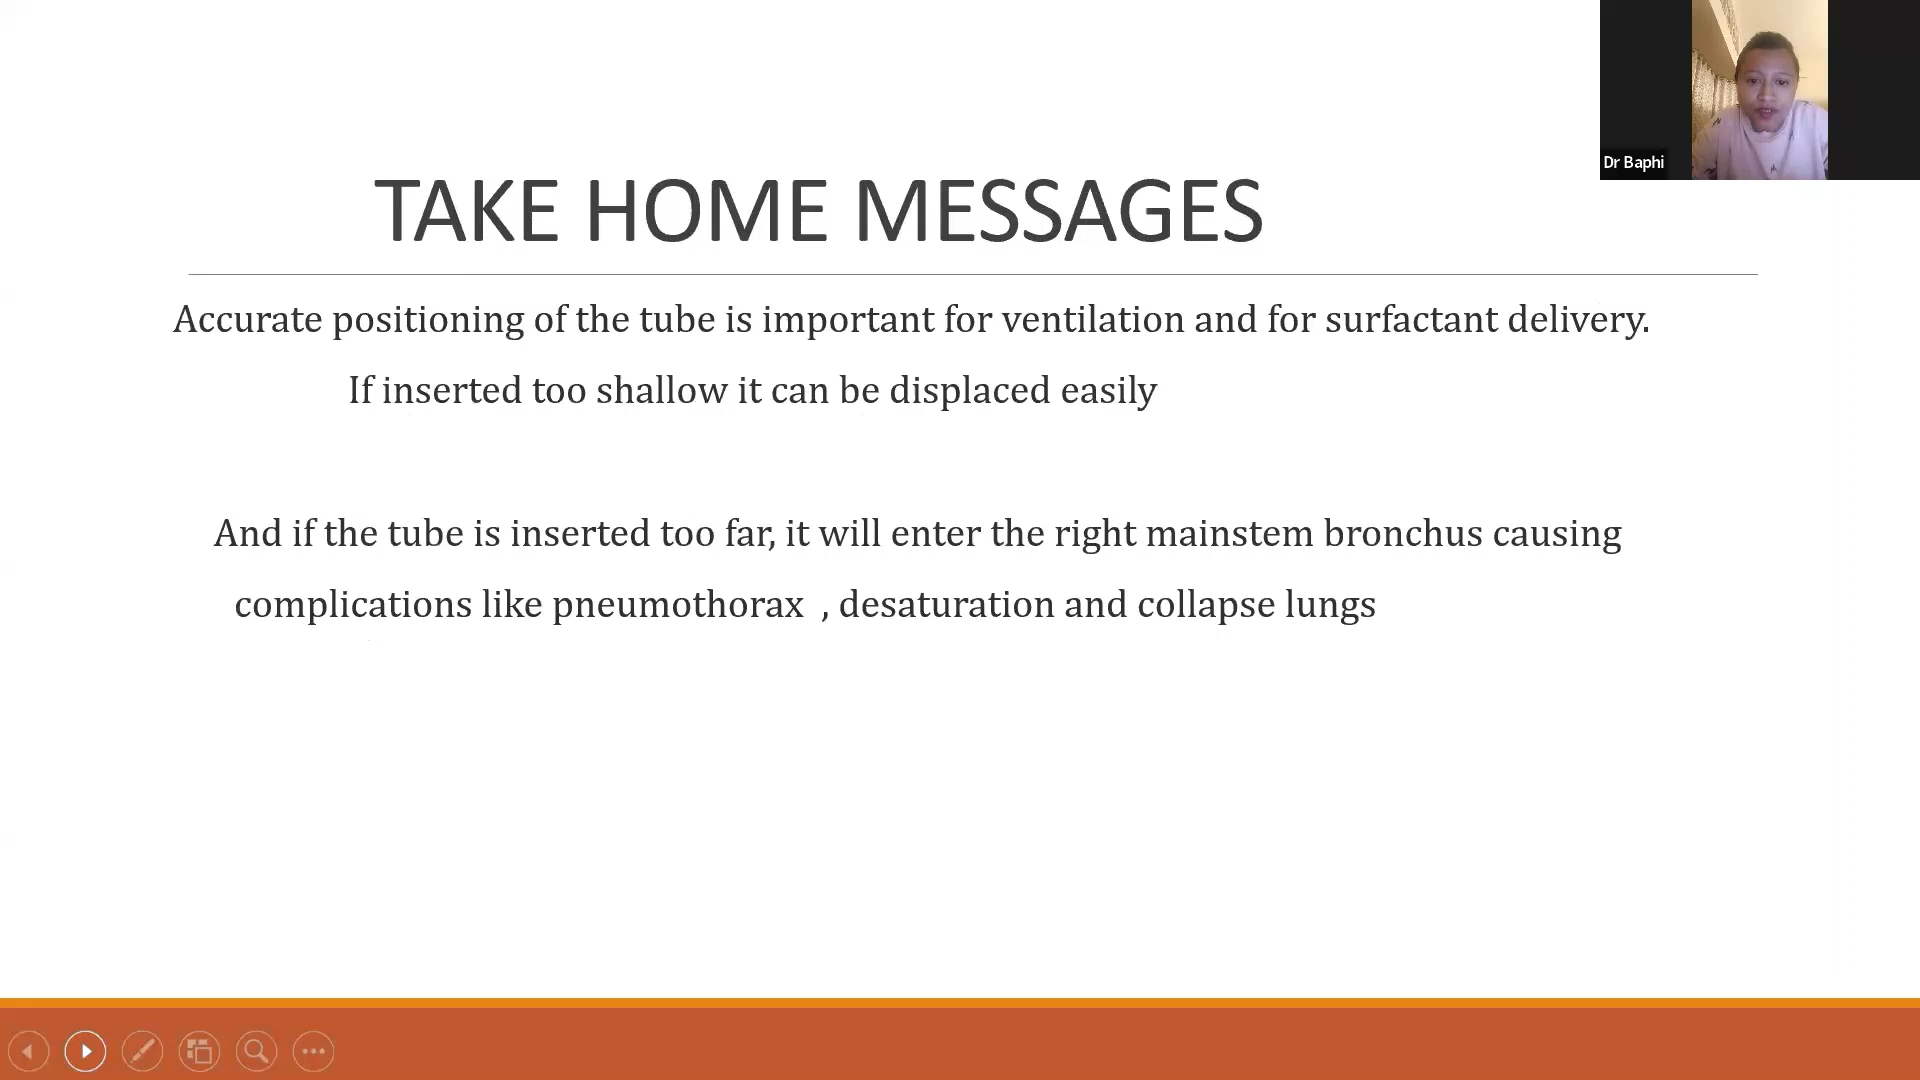 Dr Baphi
TAKE HOME MESSAGES
Accurate positioning of the tube is important for ventilation and for surfactant delivery.
If inserted too shallow it can be displaced easily
And if the tube is inserted too far, it will enter the right mainstem bronchus causing
complications like pneumothorax , desaturation and collapse lungs